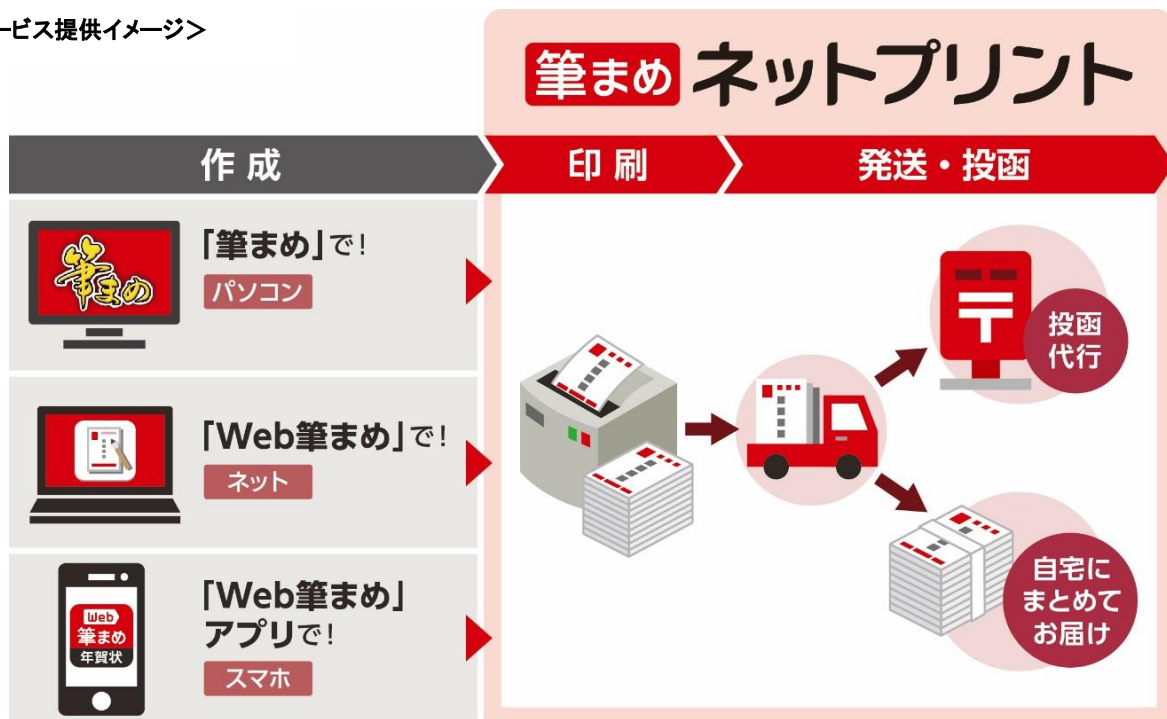 ービス提供イメージ＞
筆まめ ネットプリント
作成
印刷
発送・投函
筆まめ
「筆まめ」で!
パソコン
「Web筆まめ」で!
ネット
Web
筆まめ
年賀状
「Web筆まめ」
アプリで!
スマホ
投函
代行
自宅に
まとめて
お届け